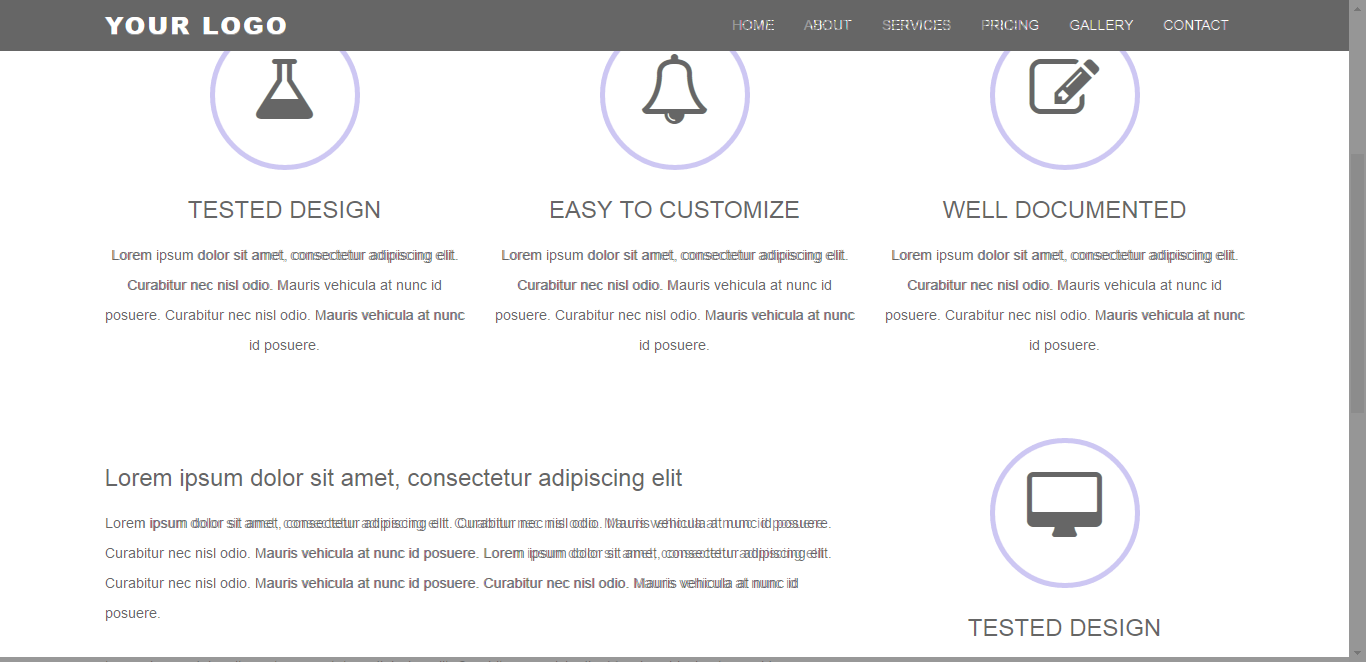 YOUR LOGO
HOME ABOUT SERVICES PRICING GALLERY CONTACT
TESTED DESIGN
Lorem ipsum dolor sit amet, consectetur adipiscing elit.
Curabitur nec nisl odio. Mauris vehicula at nunc id
posuere. Curabitur nec nisl odio. Mauris vehicula at nunc
id posuere.
EASY TO CUSTOMIZE
Lorem ipsum dolor sit amet, consectetur adipiscing elit.
Curabitur nec nisl odio. Mauris vehicula at nunc id
posuere. Curabitur nec nisl odio. Mauris vehicula at nunc
id posuere.
WELL DOCUMENTED
Lorem ipsum dolor sit amet, consectetur adipiscing elit.
Curabitur nec nisl odio. Mauris vehicula at nunc id
posuere. Curabitur nec nisl odio. Mauris vehicula at nunc
id posuere.
Lorem ipsum dolor sit amet, consectetur adipiscing elit
Lorem ipsum dolor sit amet, consectetur adipiscing elit. Curabitur nec nisl odio. Mauris vehicula at nunc id posuere.
Curabitur nec nisl odio. Mauris vehicula at nunc id posuere. Lorem ipsum dolor sit amet, consectetur adipiscing elit.
Curabitur nec nisl odio. Mauris vehicula at nunc id posuere. Curabitur nec nisl odio. Mauris vehicula at nunc id
posuere.
TESTED DESIGN